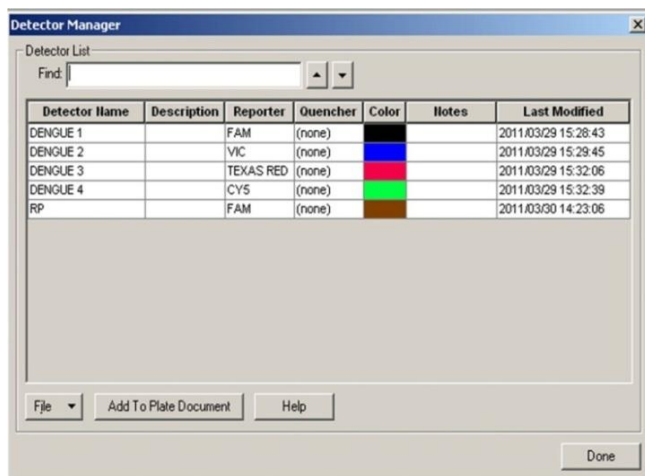 Detector Manager
Detector List
Find:
Detector Name Description Reporter Quencher Color Notes Last Modified
DENGUE 1 FAM (none) 2011/03/29 15:28:43
DENGUE 2 VIC (none) 2011/03/29 15:29:45
DENGUE 3 TEXAS RED (none) 2011/03/29 15:32:06
DENGUE 4 CY5 (none) 2011/03/29 15:32:39
RP FAM (none) 2011/03/30 14:23:06
File Add To Plate Document Help
Done